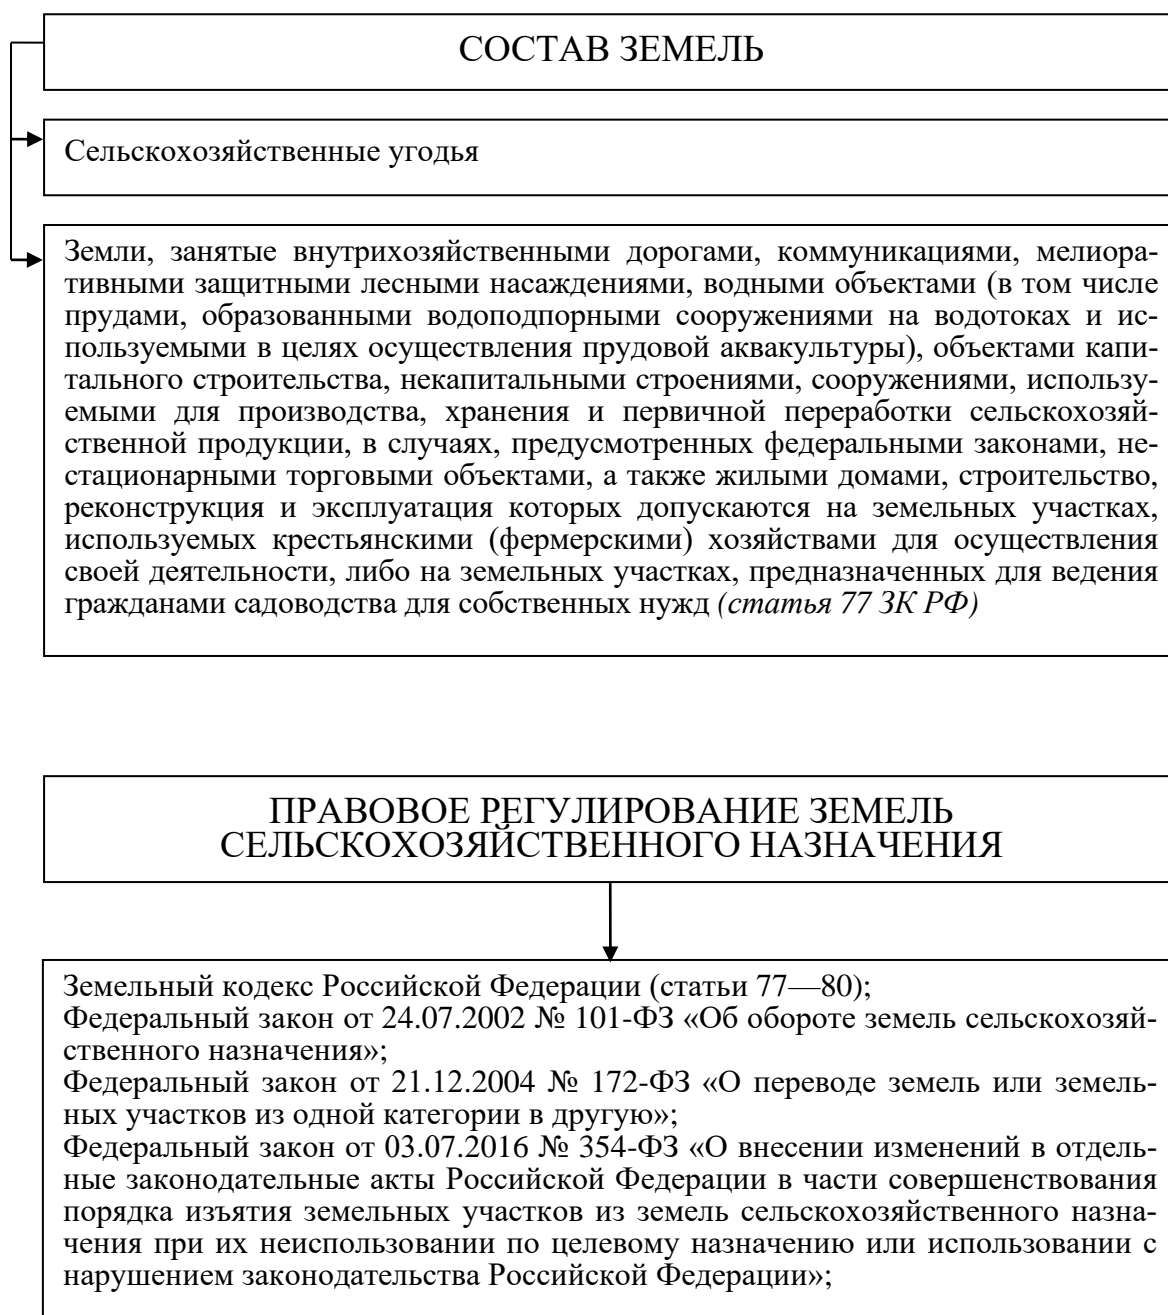 СОСТАВ ЗЕМЕЛЬ
Сельскохозяйственные угодья
Земли, занятые внутрихозяйственными дорогами, коммуникациями, мелиора-
тивными защитными лесными насаждениями, водными объектами (в том числе
прудами, образованными водоподпорными сооружениями на водотоках и ис-
пользуемыми в целях осуществления прудовой аквакультуры), объектами капи-
тального строительства, некапитальными строениями, сооружениями, использу-
емыми для производства, хранения и первичной переработки сельскохозяй-
ственной продукции, в случаях, предусмотренных федеральными законами, не-
стационарными торговыми объектами, а также жилыми домами, строительство,
реконструкция и эксплуатация которых допускаются на земельных участках,
используемых крестьянскими (фермерскими) хозяйствами для осуществления
своей деятельности, либо на земельных участках, предназначенных для ведения
гражданами садоводства для собственных нужд (статья 77 ЗК РФ)
ПРАВОВОЕ РЕГУЛИРОВАНИЕ ЗЕМЕЛЬ
СЕЛЬСКОХОЗЯЙСТВЕННОГО НАЗНАЧЕНИЯ
Земельный кодекс Российской Федерации (статьи 77—80);
Федеральный закон от 24.07.2002 № 101-ФЗ «Об обороте земель сельскохозяй-
ственного назначения»;
Федеральный закон от 21.12.2004 № 172-ФЗ «О переводе земель или земель-
ных участков из одной категории в другую»;
Федеральный закон от 03.07.2016 № 354-ФЗ «О внесении изменений в отдель-
ные законодательные акты Российской Федерации в части совершенствования
порядка изъятия земельных участков из земель сельскохозяйственного назна-
чения при их неиспользовании по целевому назначению или использовании с
нарушением законодательства Российской Федерации»;